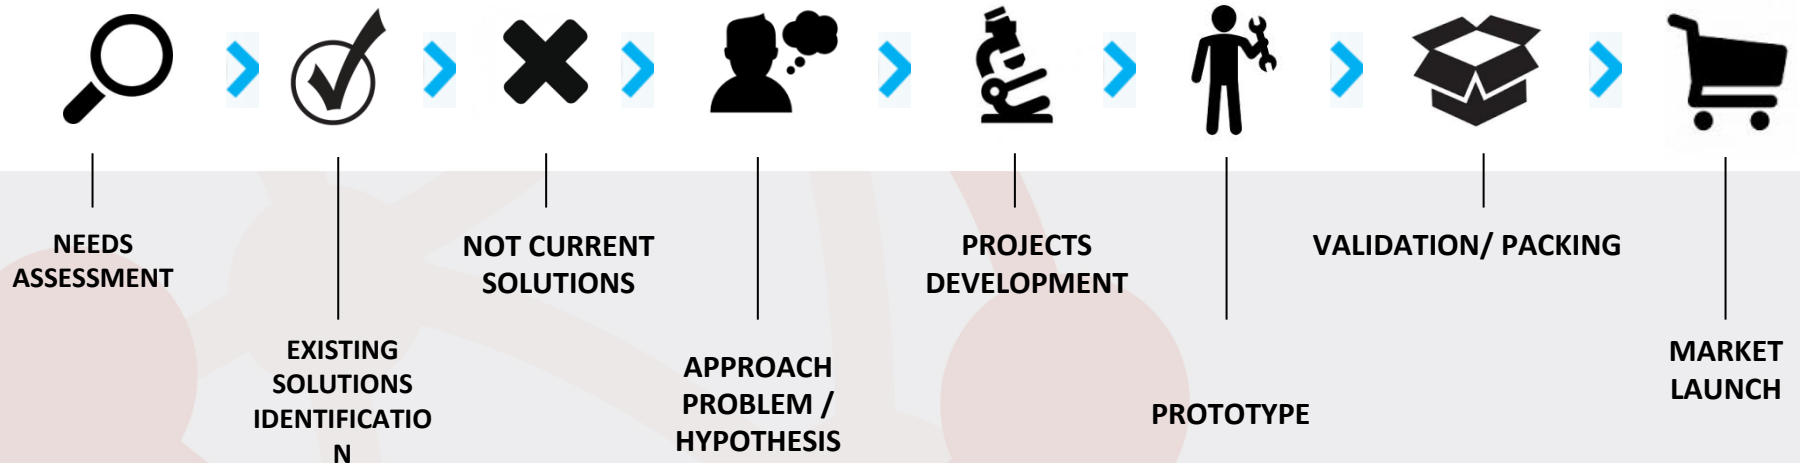 NEEDS
ASSESSMENT
EXISTING
SOLUTIONS
IDENTIFICATIO
N
NOT CURRENT
SOLUTIONS
APPROACH
PROBLEM /
HYPOTHESIS
PROJECTS
DEVELOPMENT
PROTOTYPE
VALIDATION/ PACKING
MARKET
LAUNCH